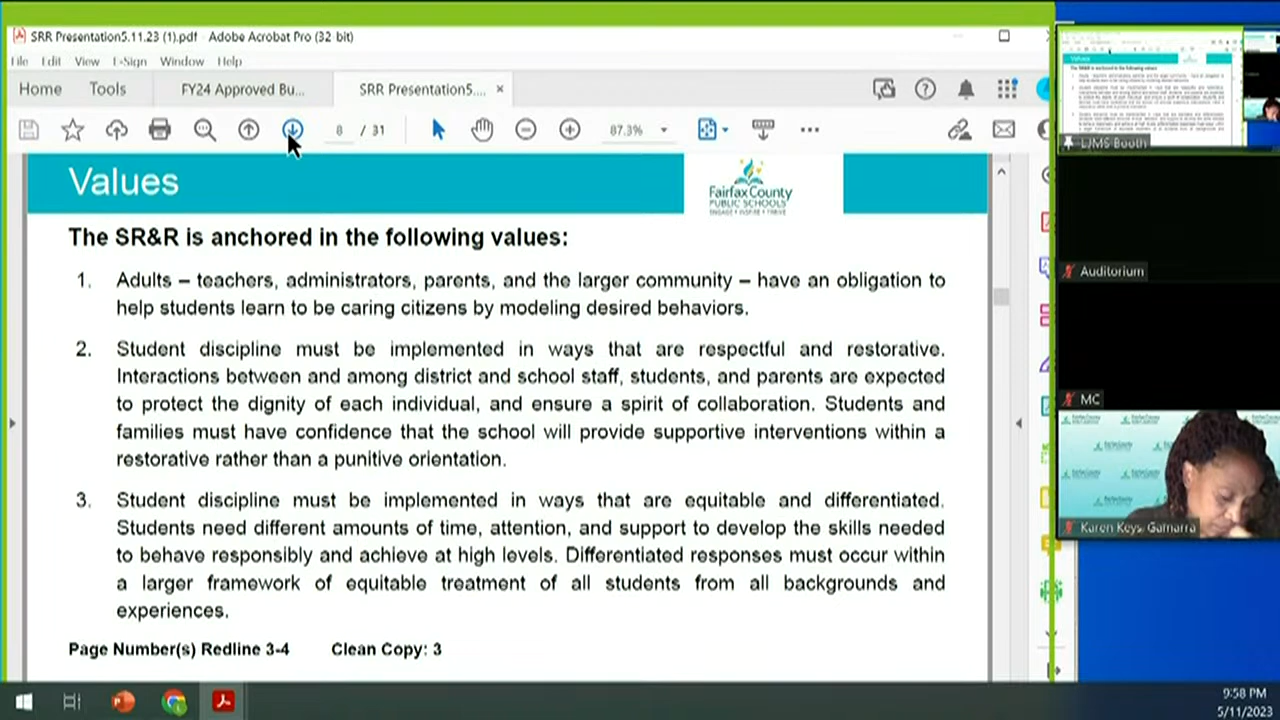 SRR Presentation5.11.23 (1).pdf - Adobe Acrobat Pro (32-bit)
File Edit View E-Sign Window Help
Home Tools FY24 Approved Bu... SRR Presentation5.... ×
8 / 31 87.3%
Values
Fairfax County
PUBLIC SCHOOLS
ENGAGE • INSPIRE • THRIVE
The SR&R is anchored in the following values:
1. Adults – teachers, administrators, parents, and the larger community – have an obligation to
help students learn to be caring citizens by modeling desired behaviors.
2. Student discipline must be implemented in ways that are respectful and restorative.
Interactions between and among district and school staff, students, and parents are expected
to protect the dignity of each individual, and ensure a spirit of collaboration. Students and
families must have confidence that the school will provide supportive interventions within a
restorative rather than a punitive orientation.
3. Student discipline must be implemented in ways that are equitable and differentiated.
Students need different amounts of time, attention, and support to develop the skills needed
to behave responsibly and achieve at high levels. Differentiated responses must occur within
a larger framework of equitable treatment of all students from all backgrounds and
experiences.
Page Number(s) Redline 3-4 Clean Copy: 3
LJMS Booth
Auditorium
MC
Karen Keys-Gamarra
9:58 PM
5/11/2023